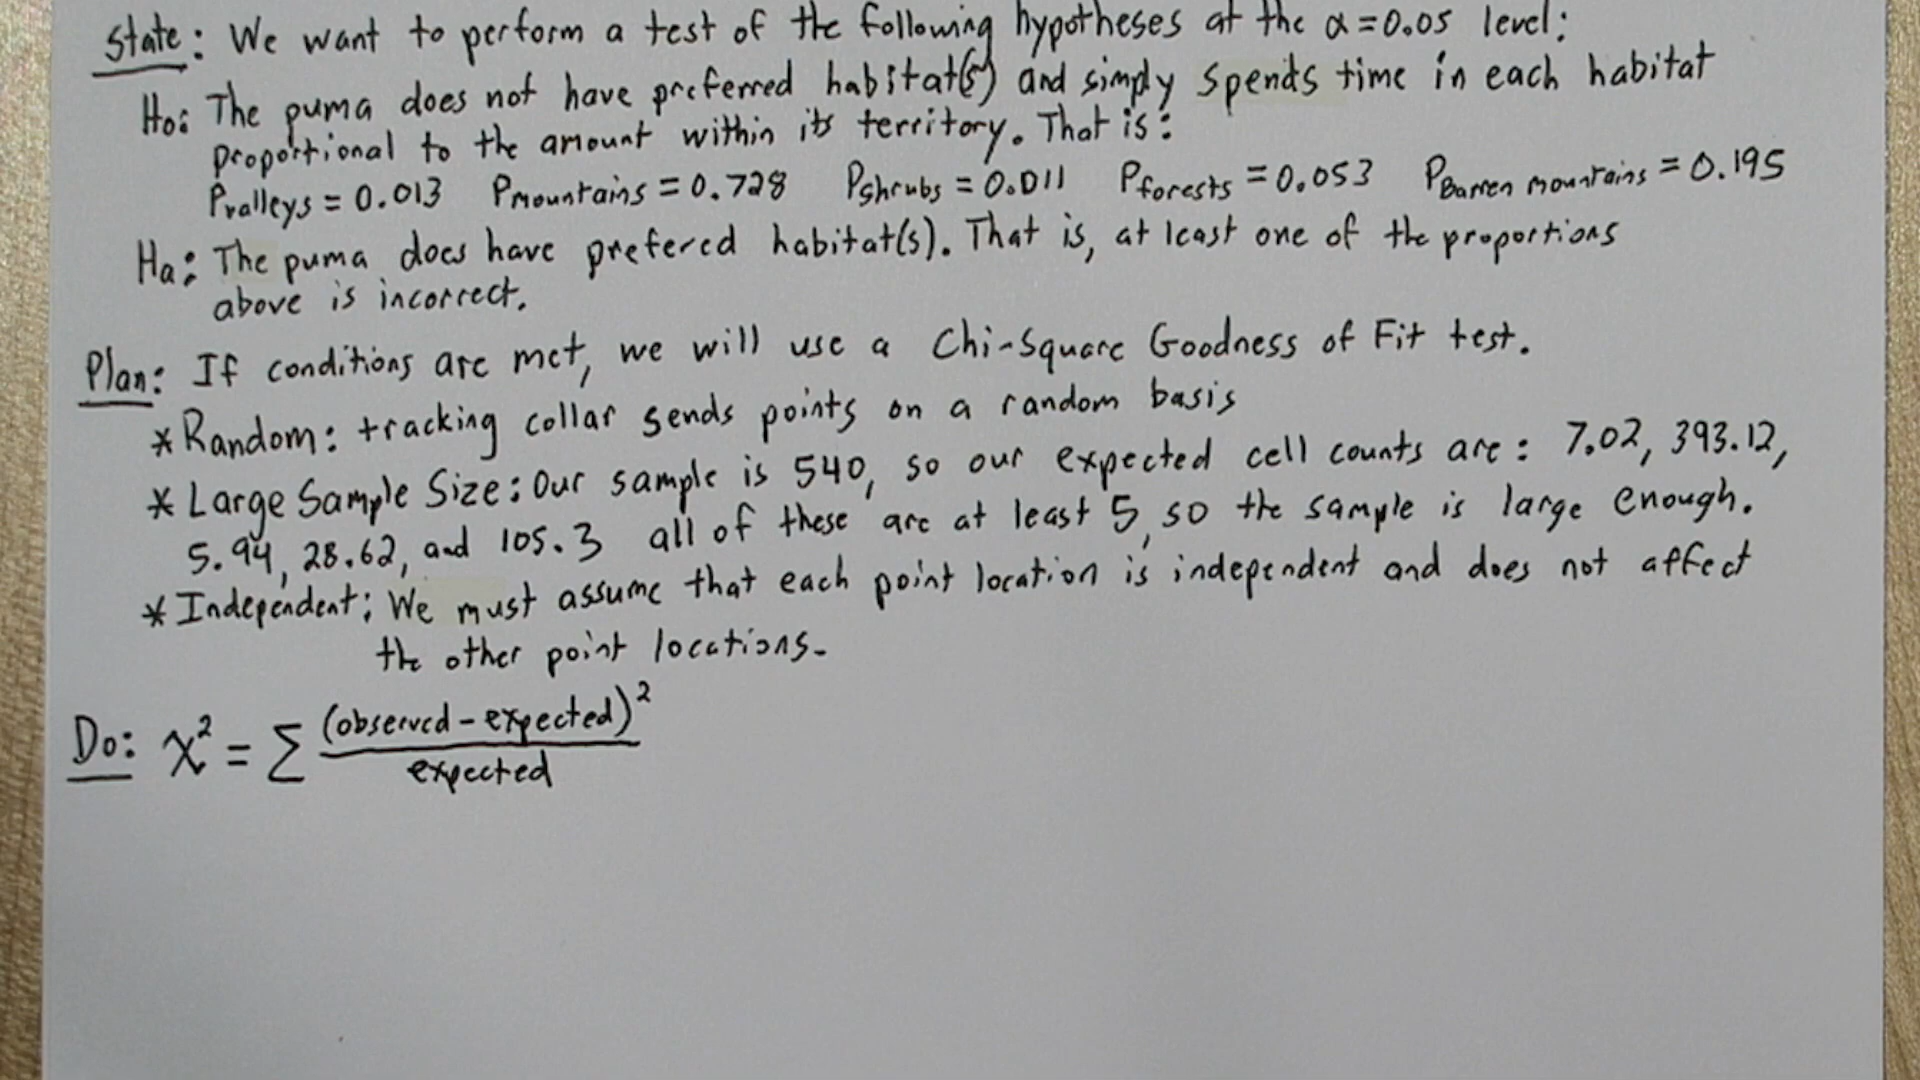 State: We want to perform a test of the following hypotheses at the α=0.05 level:
Ho: The puma does not have preferred habitat(s) and simply spends time in each habitat
proportional to the amount within its territory. That is:
Pvalleys = 0.013 Pmountains = 0.728 Pshrubs = 0.011 Pforests = 0.053 PBarren mountains = 0.195
Ha: The puma does have prefered habitat(s). That is, at least one of the proportions
above is incorrect.
Plan: If conditions are met, we will use a Chi-Square Goodness of Fit test.
* Random: tracking collar sends points on a random basis
* Large Sample Size: Our sample is 540, so our expected cell counts are: 7.02, 393.12,
5.94, 28.62, and 105.3 all of these are at least 5, so the sample is large enough.
* Independent: We must assume that each point location is independent and does not affect
the other point locations.
Do: χ² = Σ (observed - expected)²
expected